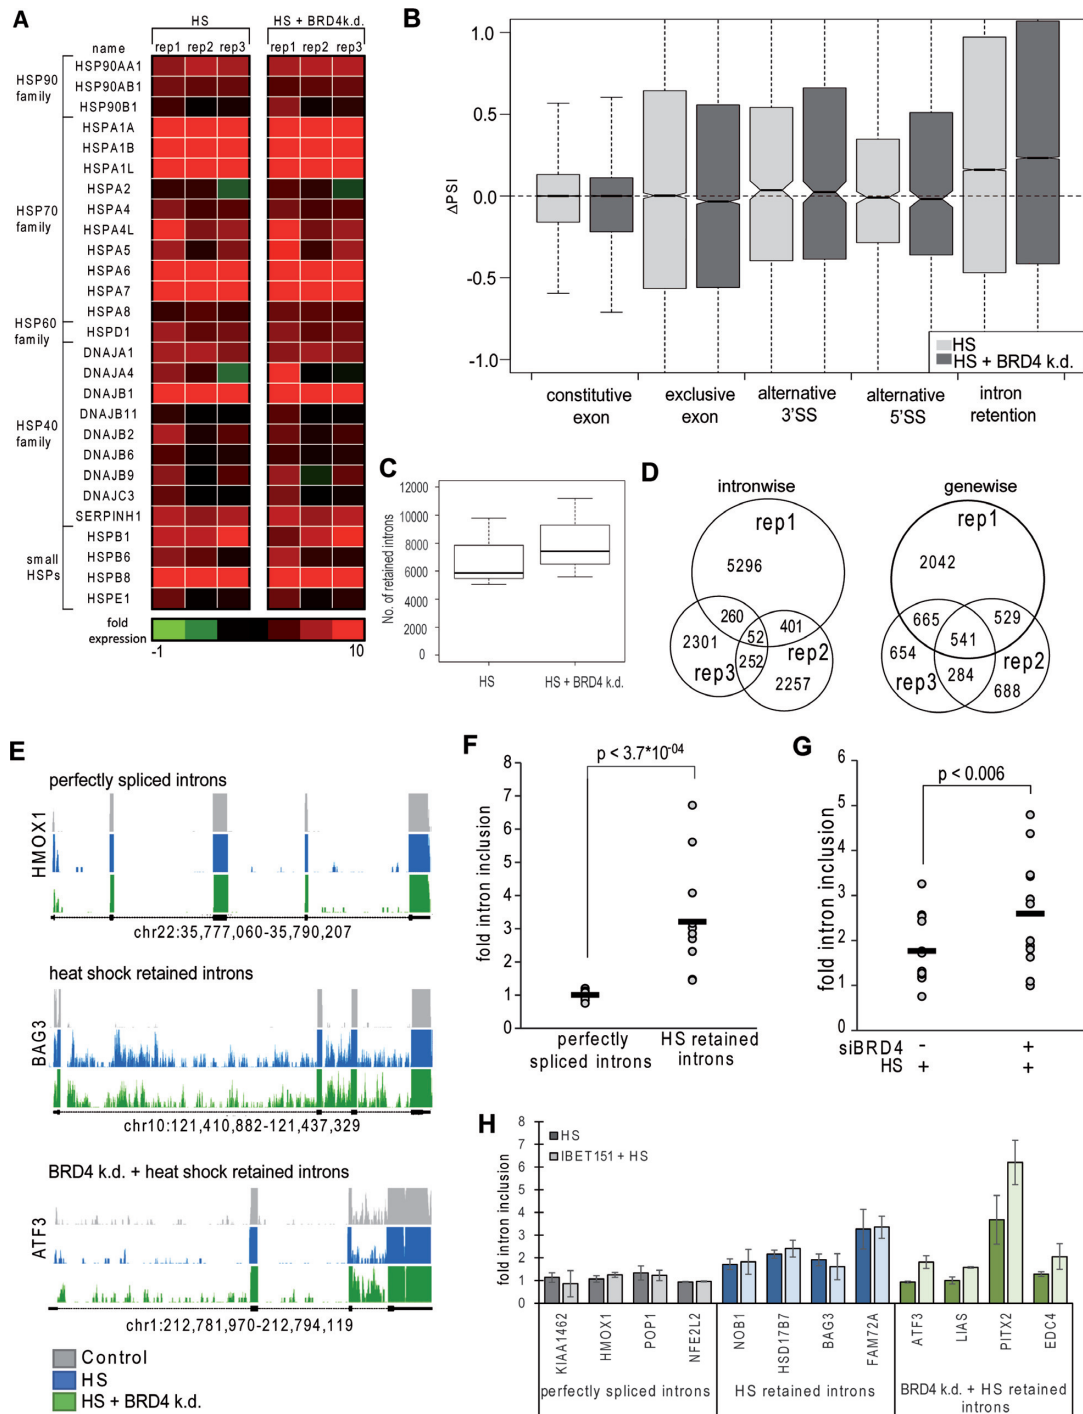 A
HS
HS + BRD4k.d.
name
rep1 rep2 rep3
rep1 rep2 rep3
HSP90 family
HSP90AA1
HSP90AB1
HSP90B1
HSP70 family
HSPA1A
HSPA1B
HSPA1L
HSPA2
HSPA4
HSPA4L
HSPA5
HSPA6
HSPA7
HSPA8
HSP60 family
HSPD1
HSP40 family
DNAJA1
DNAJA4
DNAJB1
DNAJB11
DNAJB2
DNAJB6
DNAJB9
DNAJC3
SERPINH1
small HSPs
HSPB1
HSPB6
HSPB8
HSPE1
fold expression
-1 10
B
ΔPSI
1.0
0.5
0.0
-0.5
-1.0
HS
HS + BRD4 k.d.
constitutive exon
exclusive exon
alternative 3'SS
alternative 5'SS
intron retention
C
No. of retained introns
12000
10000
8000
6000
4000
2000
0
HS
HS + BRD4 k.d.
D
intronwise
rep1
5296
260
401
52
2301
252
rep2
rep3
2257
genewise
rep1
2042
665
529
541
654
284
rep2
rep3
688
E
perfectly spliced introns
HMOX1
chr22:35,777,060-35,790,207
heat shock retained introns
BAG3
chr10:121,410,882-121,437,329
BRD4 k.d. + heat shock retained introns
ATF3
chr1:212,781,970-212,794,119
Control
HS
HS + BRD4 k.d.
F
p < 3.7*10-04
fold intron inclusion
8
7
6
5
4
3
2
1
0
perfectly spliced introns
HS retained introns
G
p < 0.006
fold intron inclusion
6
5
4
3
2
1
0
siBRD4 - +
HS + +
H
fold intron inclusion
8
7
6
5
4
3
2
1
0
HS
IBET151 + HS
KIAA1462
HMOX1
POP1
NFE2L2
NOB1
HSD17B7
BAG3
FAM72A
ATF3
LIAS
PITX2
EDC4
perfectly spliced introns
HS retained introns
BRD4 k.d. + HS retained introns